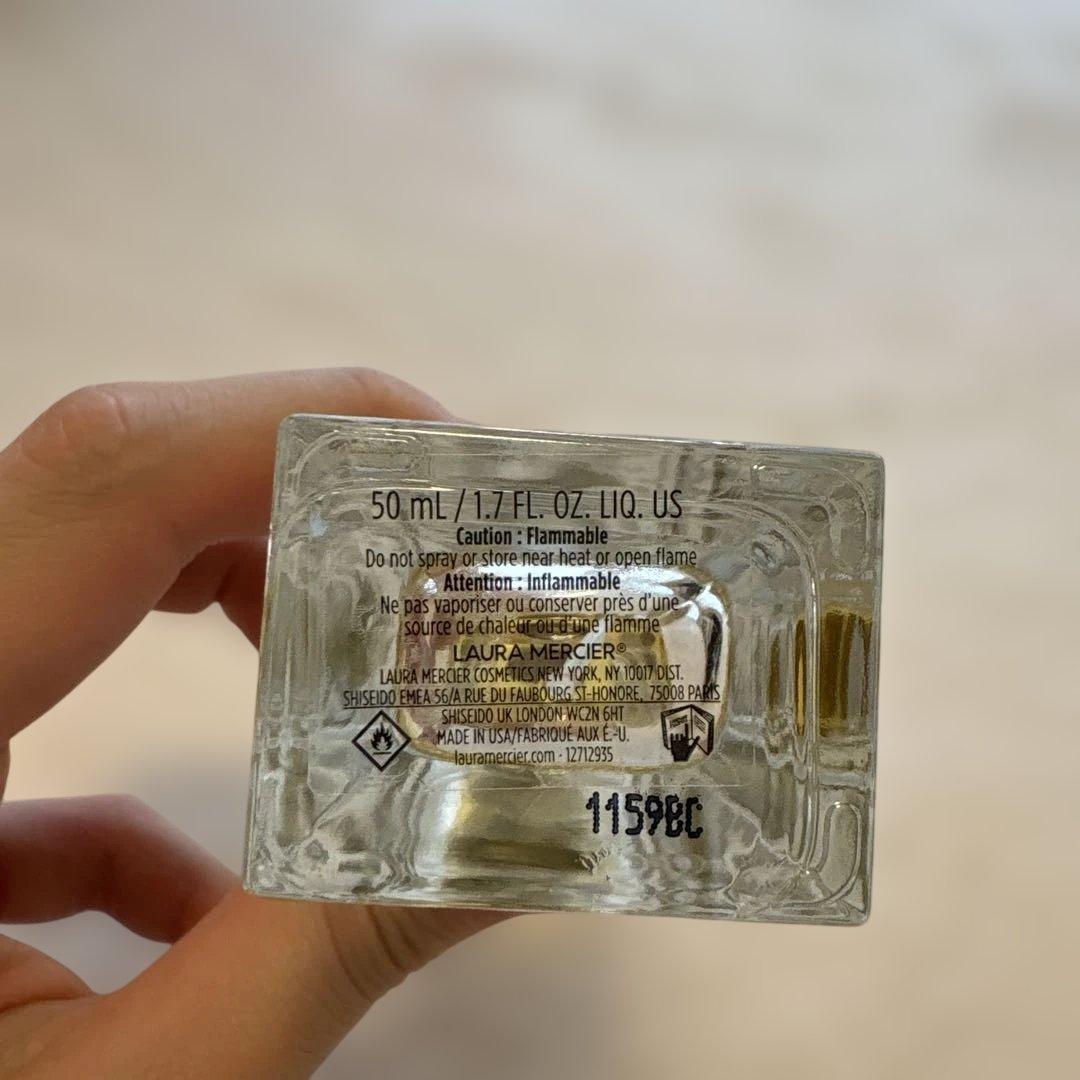 50 mL / 1.7 FL. OZ. LIQ. US
Caution : Flammable
Do not spray or store near heat or open flame
Attention : Inflammable
Ne pas vaporiser ou conserver près d'une
source de chaleur ou d'une flamme
LAURA MERCIER®
LAURA MERCIER COSMETICS NEW YORK, NY 10017 DIST.
SHISEIDO EMEA 56/A RUE DU FAUBOURG ST-HONORE, 75008 PARIS
SHISEIDO UK LONDON WC2N 6HT
MADE IN USA/FABRIQUÉ AUX É.-U.
lauramercier.com - 12712935